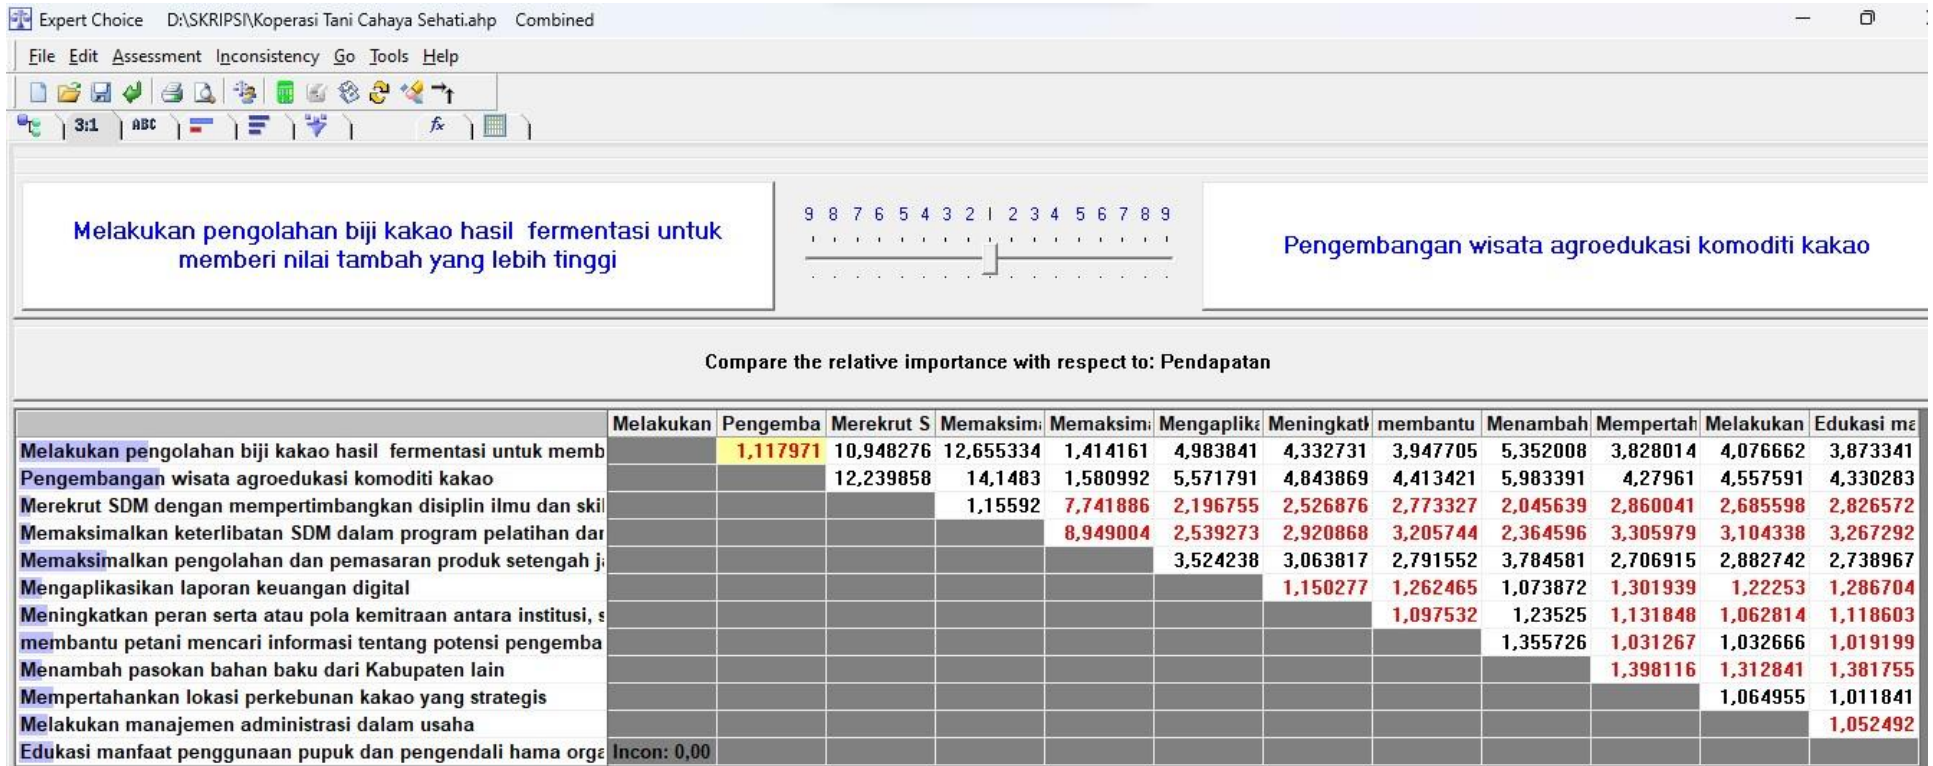 Expert Choice D:\SKRIPSI\Koperasi Tani Cahaya Sehati.ahp Combined
File Edit Assessment Inconsistency Go Tools Help
3:1 ABC fx
9 8 7 6 5 4 3 2 1 2 3 4 5 6 7 8 9
Melakukan pengolahan biji kakao hasil fermentasi untuk
memberi nilai tambah yang lebih tinggi
Pengembangan wisata agroedukasi komoditi kakao
Compare the relative importance with respect to: Pendapatan
Melakukan Pengemba Merekrut S Memaksim Memaksim Mengaplika Meningkatk membantu Menambah Mempertah Melakukan Edukasi ma
Melakukan pengolahan biji kakao hasil fermentasi untuk memb 1,117971 10,948276 12,655334 1,414161 4,983841 4,332731 3,947705 5,352008 3,828014 4,076662 3,873341
Pengembangan wisata agroedukasi komoditi kakao 12,239858 14,1483 1,580992 5,571791 4,843869 4,413421 5,983391 4,27961 4,557591 4,330283
Merekrut SDM dengan mempertimbangkan disiplin ilmu dan skil 1,15592 7,741886 2,196755 2,526876 2,773327 2,045639 2,860041 2,685598 2,826572
Memaksimalkan keterlibatan SDM dalam program pelatihan dan 8,949004 2,539273 2,920868 3,205744 2,364596 3,305979 3,104338 3,267292
Memaksimalkan pengolahan dan pemasaran produk setengah j 3,524238 3,063817 2,791552 3,784581 2,706915 2,882742 2,738967
Mengaplikasikan laporan keuangan digital 1,150277 1,262465 1,073872 1,301939 1,22253 1,286704
Meningkatkan peran serta atau pola kemitraan antara institusi, s 1,097532 1,23525 1,131848 1,062814 1,118603
membantu petani mencari informasi tentang potensi pengemba 1,355726 1,031267 1,032666 1,019199
Menambah pasokan bahan baku dari Kabupaten lain 1,398116 1,312841 1,381755
Mempertahankan lokasi perkebunan kakao yang strategis 1,064955 1,011841
Melakukan manajemen administrasi dalam usaha 1,052492
Edukasi manfaat penggunaan pupuk dan pengendali hama orga Incon: 0,00